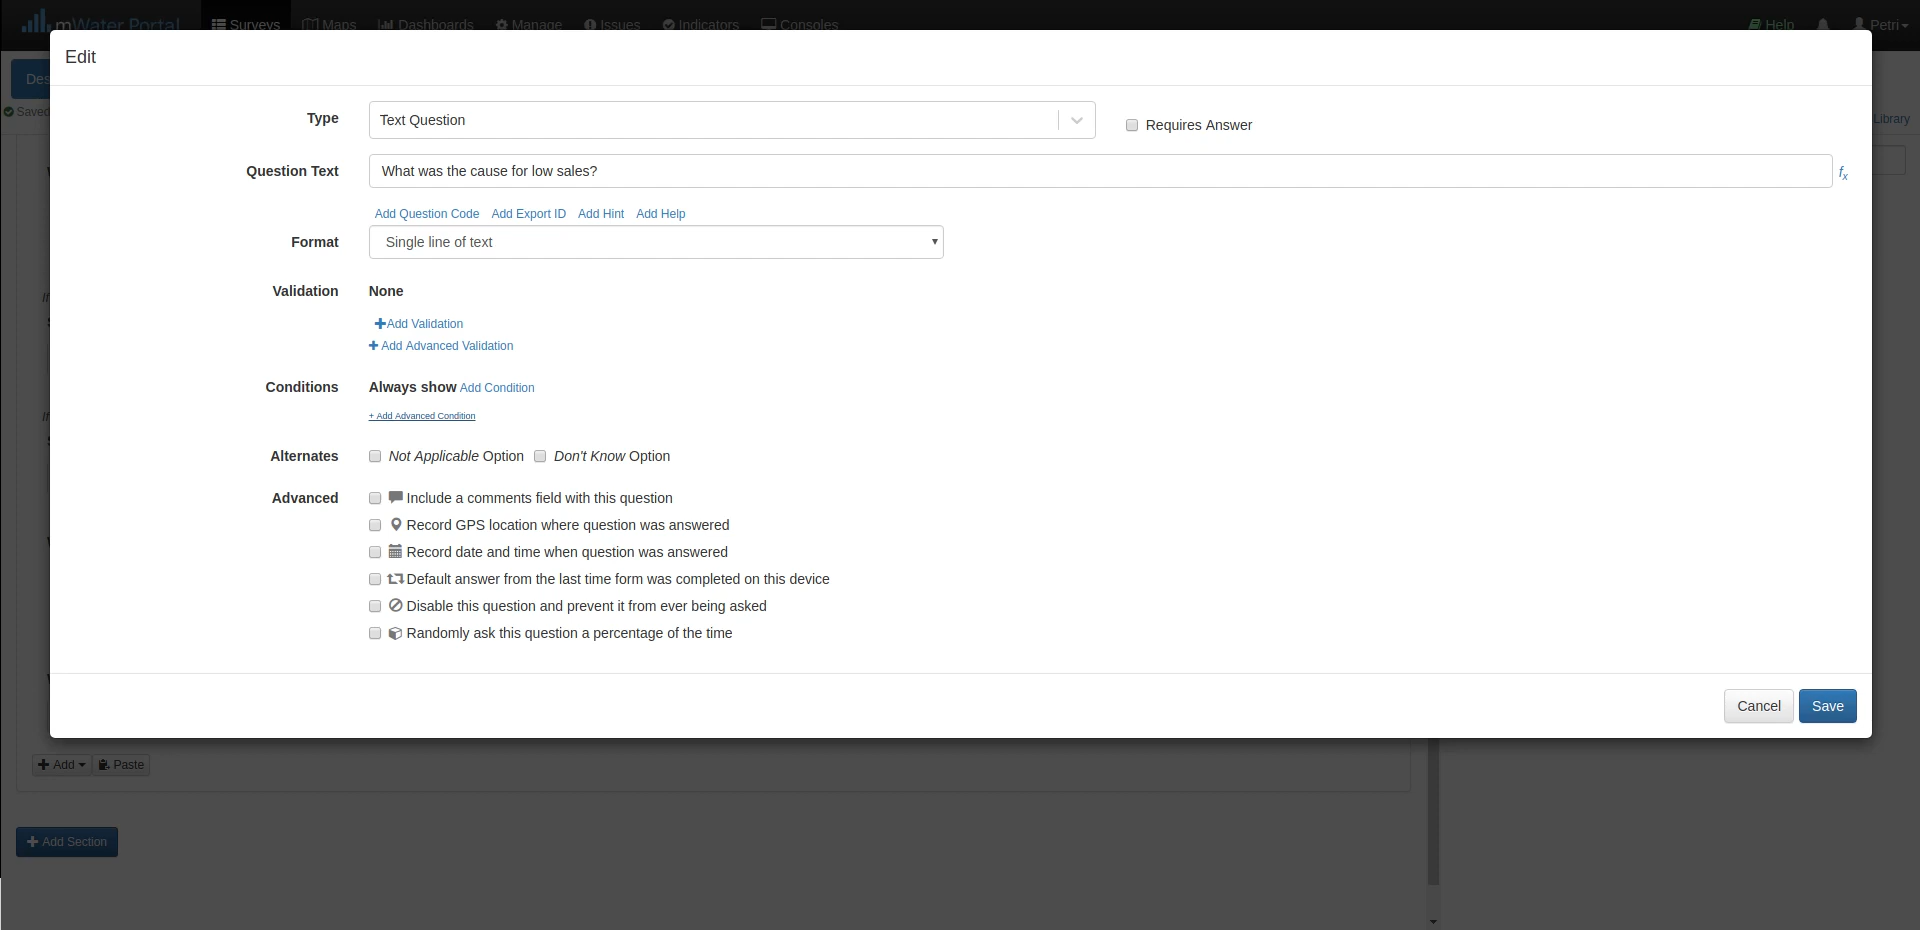 mWater Portal Surveys Maps Dashboards Manage Issues Indicators Consoles Help Petri
Edit
Des
Saved
Library
Type Text Question Requires Answer
Question Text What was the cause for low sales? fx
Add Question Code Add Export ID Add Hint Add Help
Format Single line of text
Validation None
Add Validation
Add Advanced Validation
Conditions Always show Add Condition
+ Add Advanced Condition
Alternates Not Applicable Option Don't Know Option
Advanced Include a comments field with this question
Record GPS location where question was answered
Record date and time when question was answered
Default answer from the last time form was completed on this device
Disable this question and prevent it from ever being asked
Randomly ask this question a percentage of the time
Cancel Save
Add Paste
Add Section